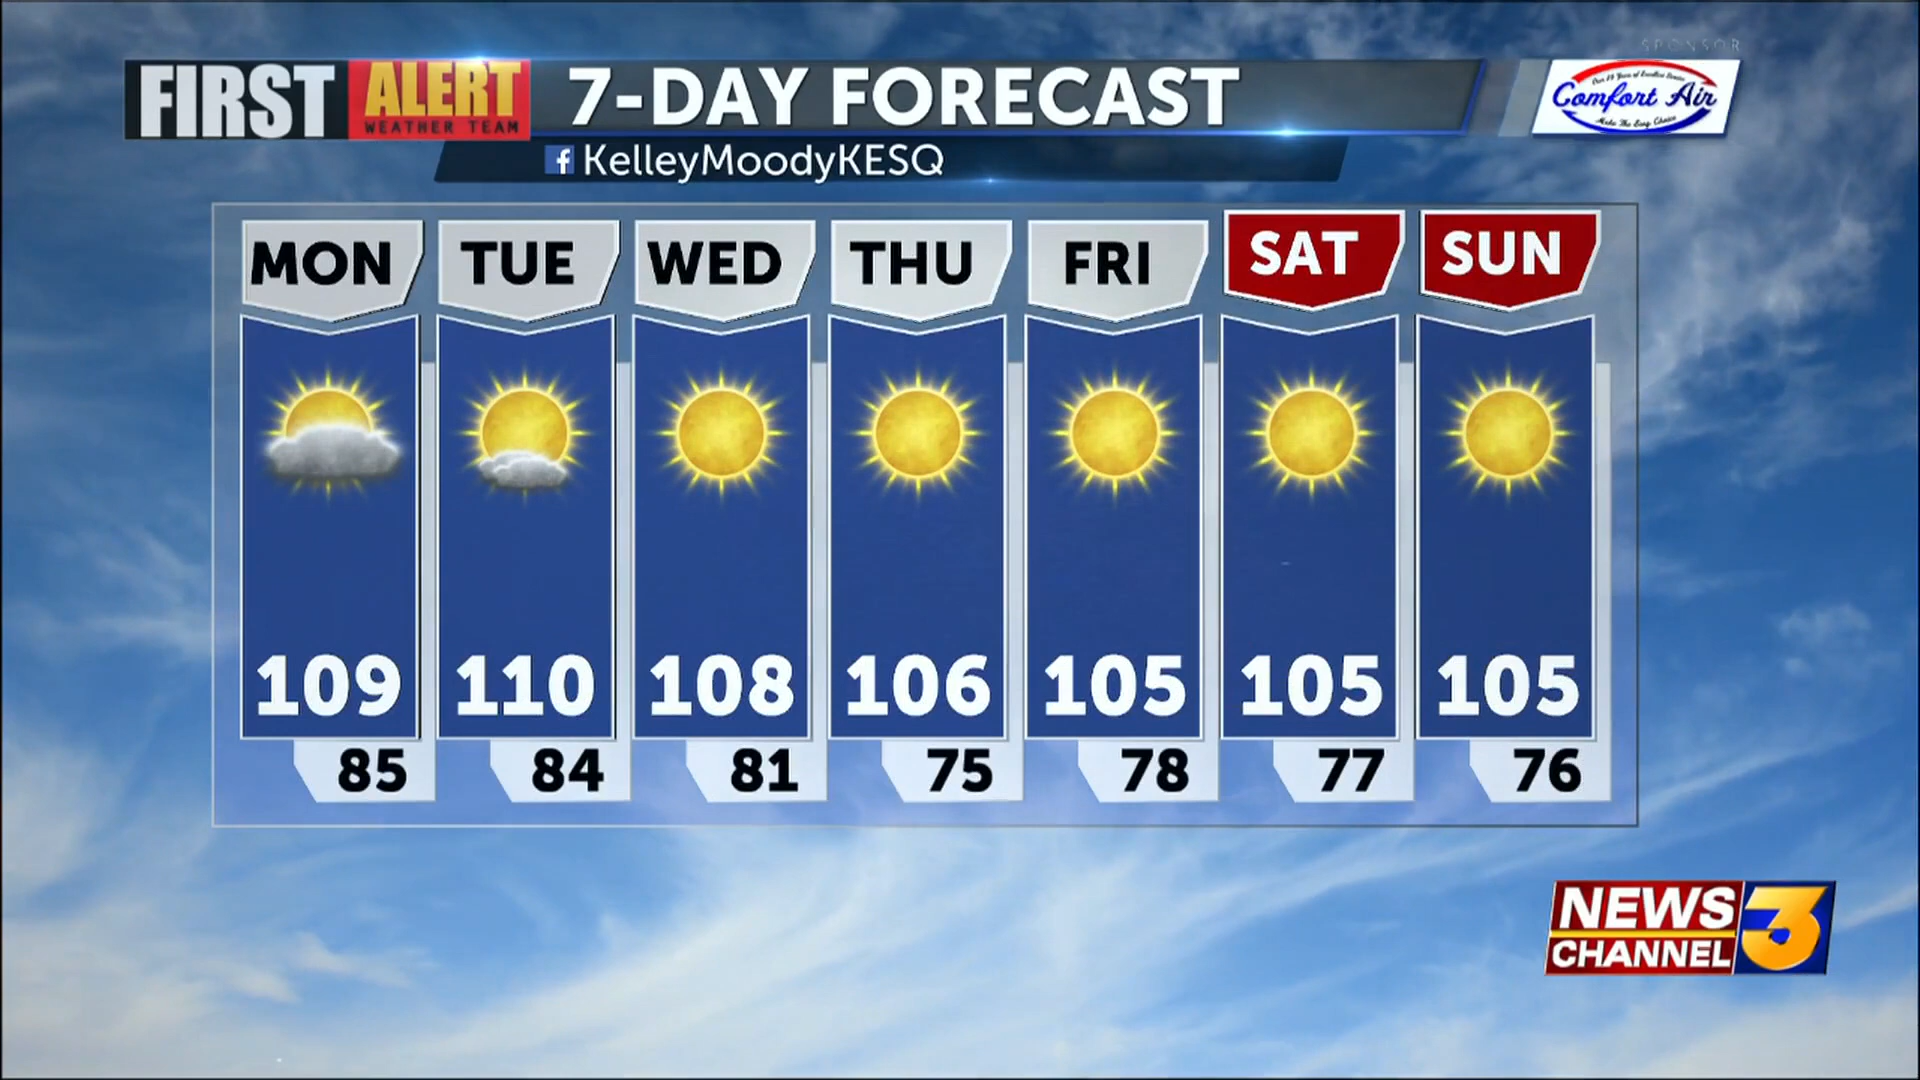 SPONSOR
FIRST ALERT
WEATHER TEAM
7-DAY FORECAST
Comfort Air
KelleyMoodyKESQ
MON TUE WED THU FRI SAT SUN
109 110 108 106 105 105 105
85 84 81 75 78 77 76
NEWS
CHANNEL 3